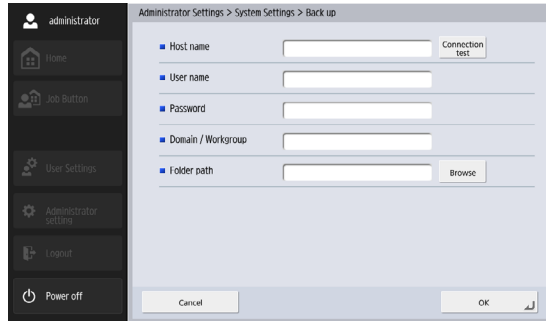 administrator
Home
Job Button
User Settings
Administrator
setting
Logout
Power off
Administrator Settings > System Settings > Back up
Host name
Connection
test
User name
Password
Domain / Workgroup
Folder path
Browse
Cancel
OK